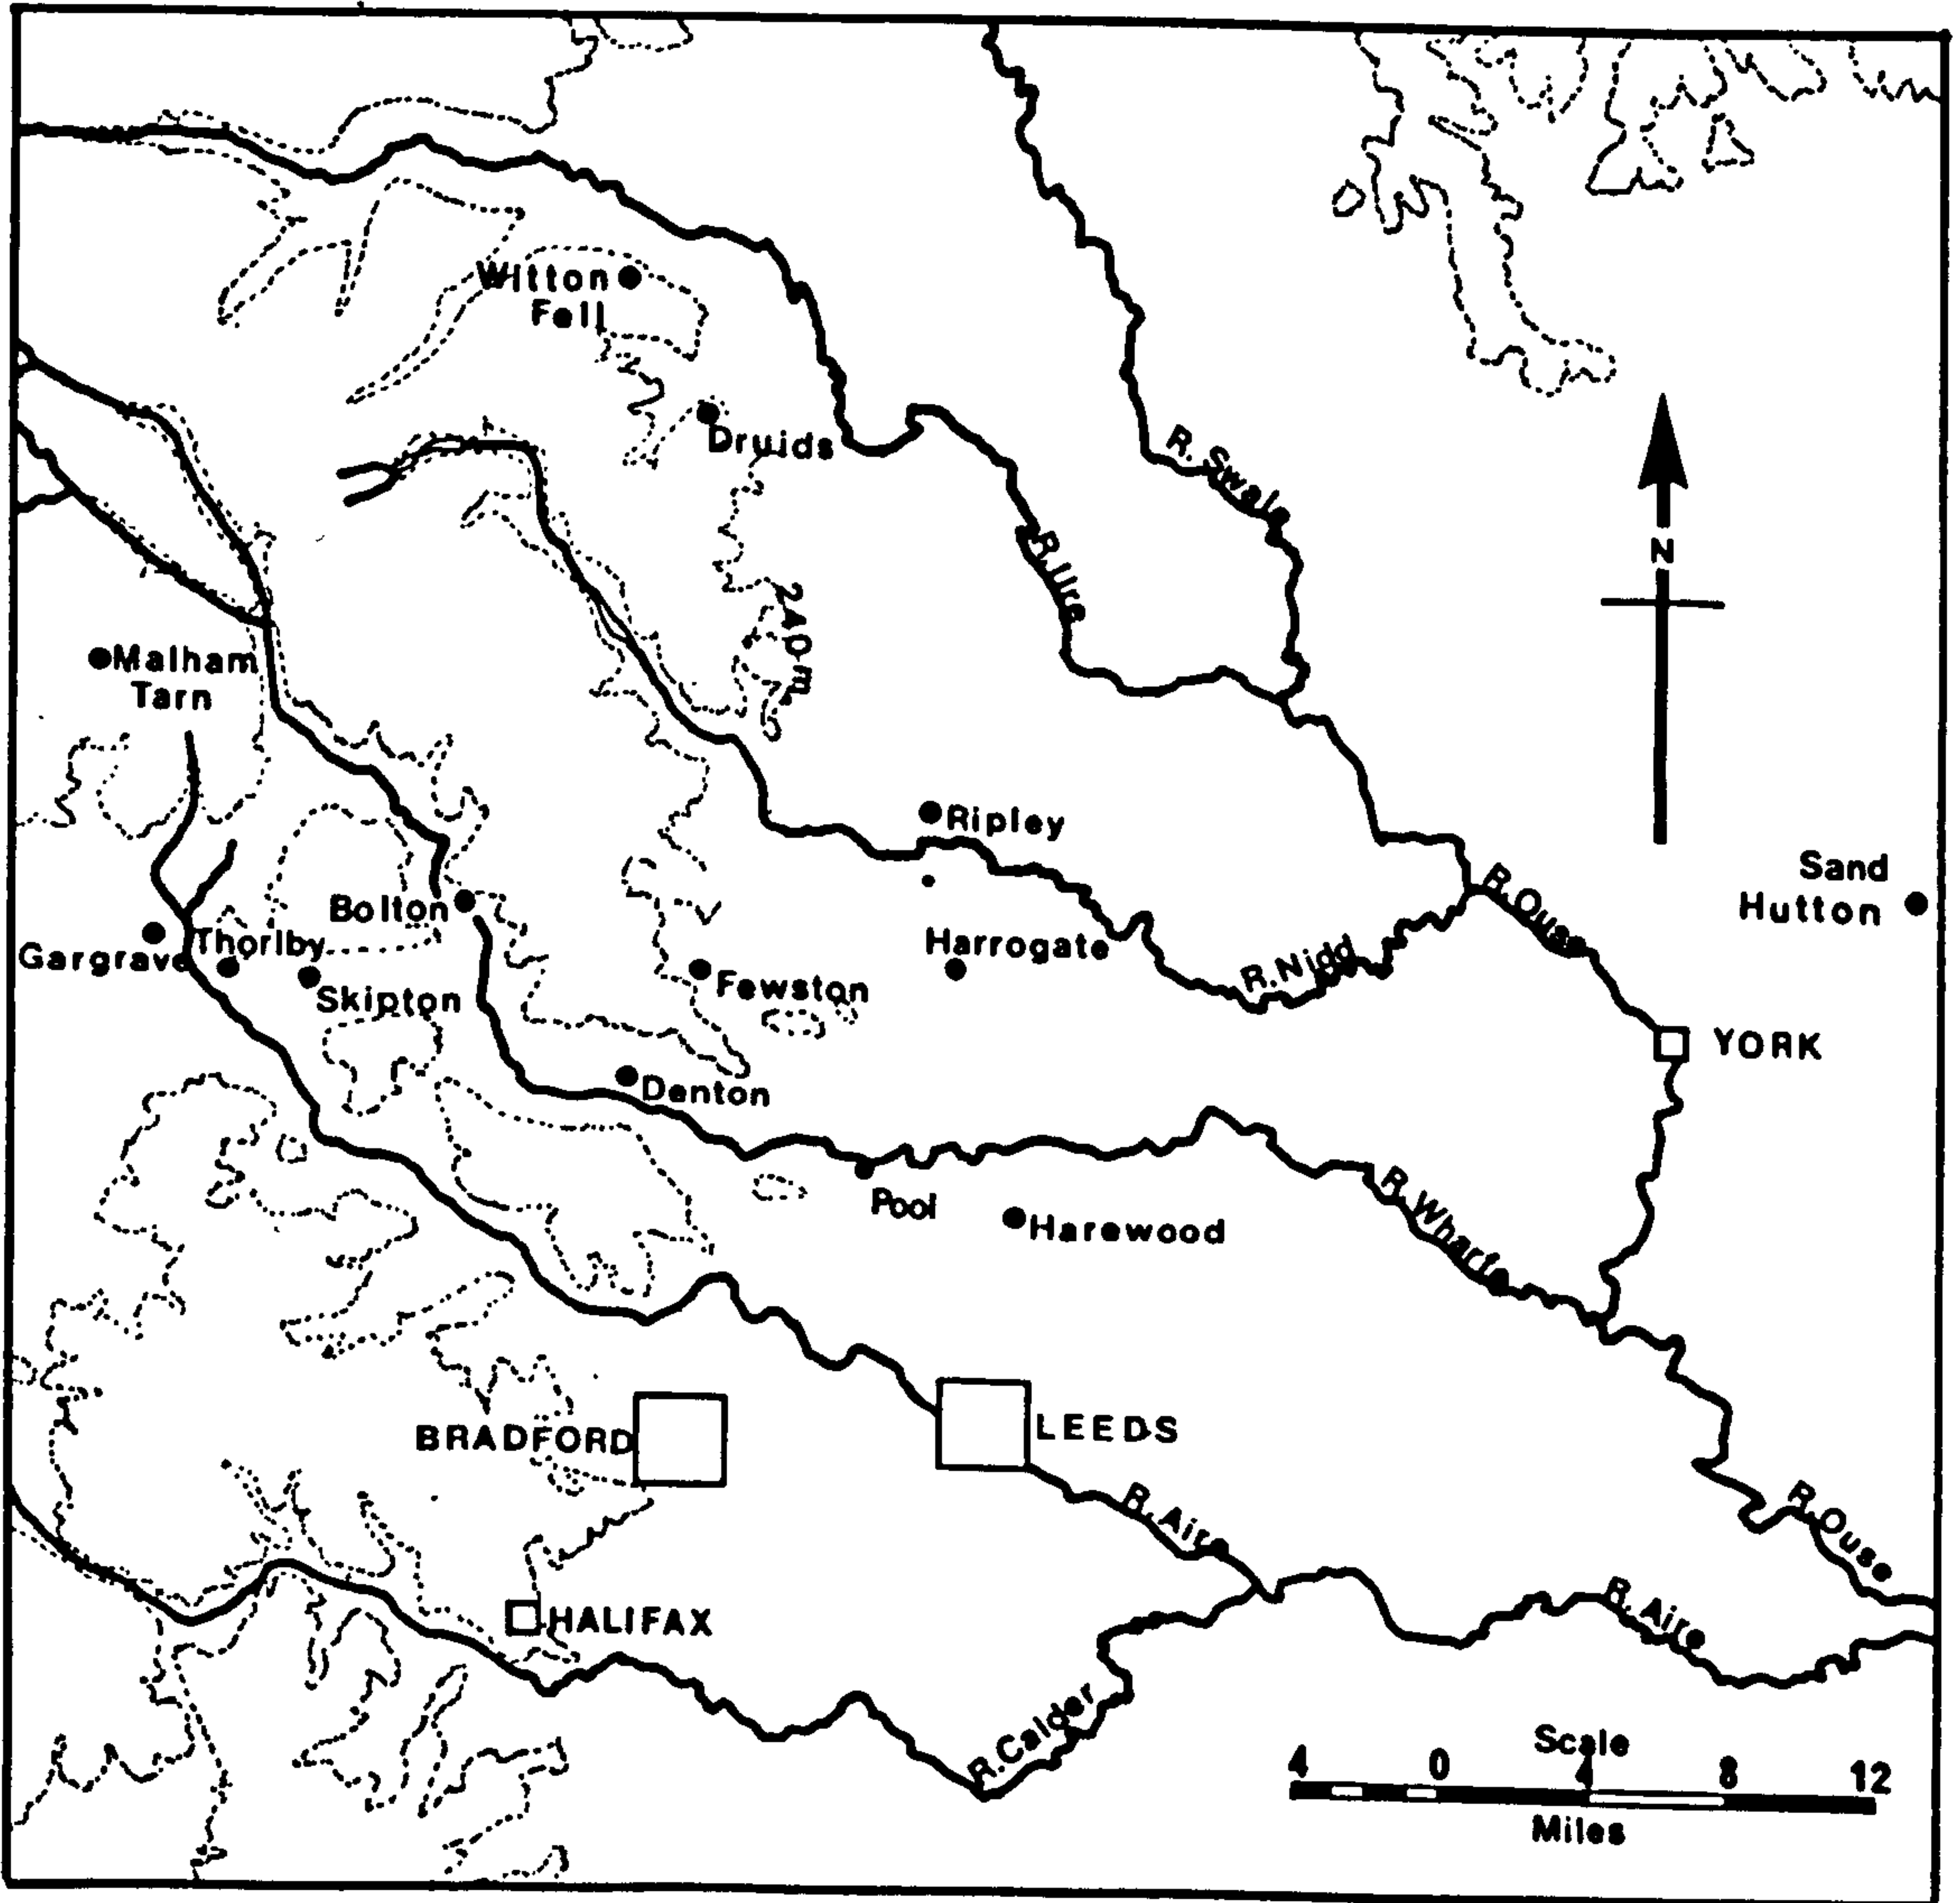 Witton
Fell
Druids
R. Swale
R.Ure
N
240m
Malham
Tarn
Ripley
Sand
Hutton
Bolton
R.Ouse
Gargrave
Thorlby
Harrogate
R.Nidd
Skipton
Fewston
YORK
Denton
Pool
Harewood
R.Wharfe
BRADFORD
LEEDS
R.Aire
R.Ouse
HALIFAX
R.Aire
R.Calder
Scale
4 0 4 8 12
Miles